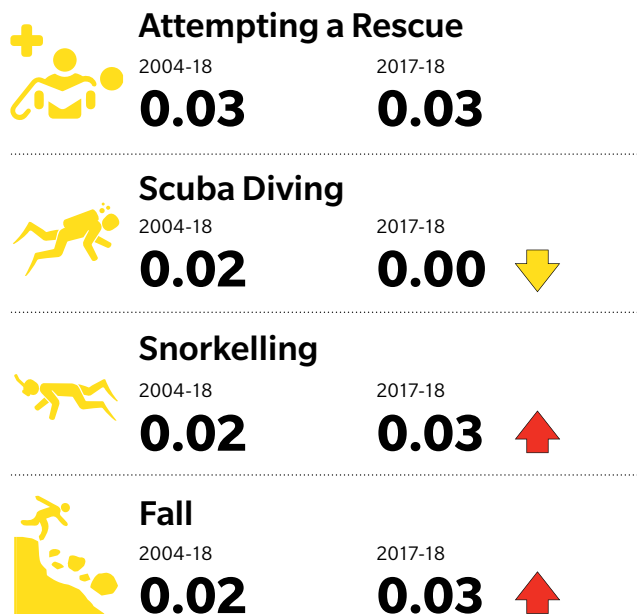 Attempting a Rescue
2004-18 2017-18
0.03 0.03
Scuba Diving
2004-18 2017-18
0.02 0.00
Snorkelling
2004-18 2017-18
0.02 0.03
Fall
2004-18 2017-18
0.02 0.03